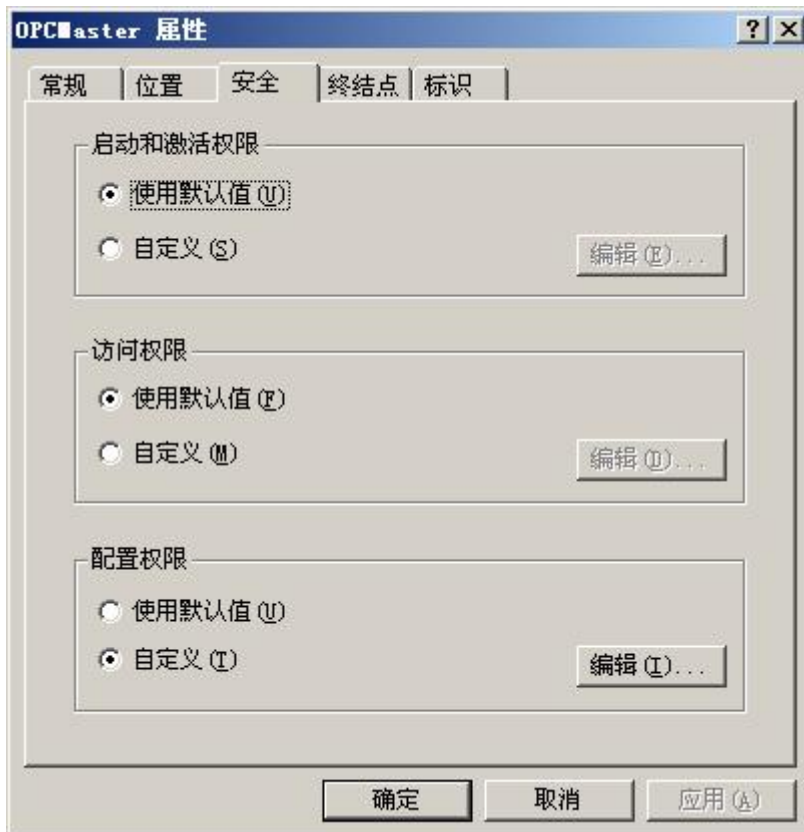 OPCMaster 属性
常规 位置 安全 终结点 标识
启动和激活权限
使用默认值(U)
自定义(S) 编辑(E)...
访问权限
使用默认值(F)
自定义(M) 编辑(D)...
配置权限
使用默认值(U)
自定义(T) 编辑(I)...
确定 取消 应用(A)